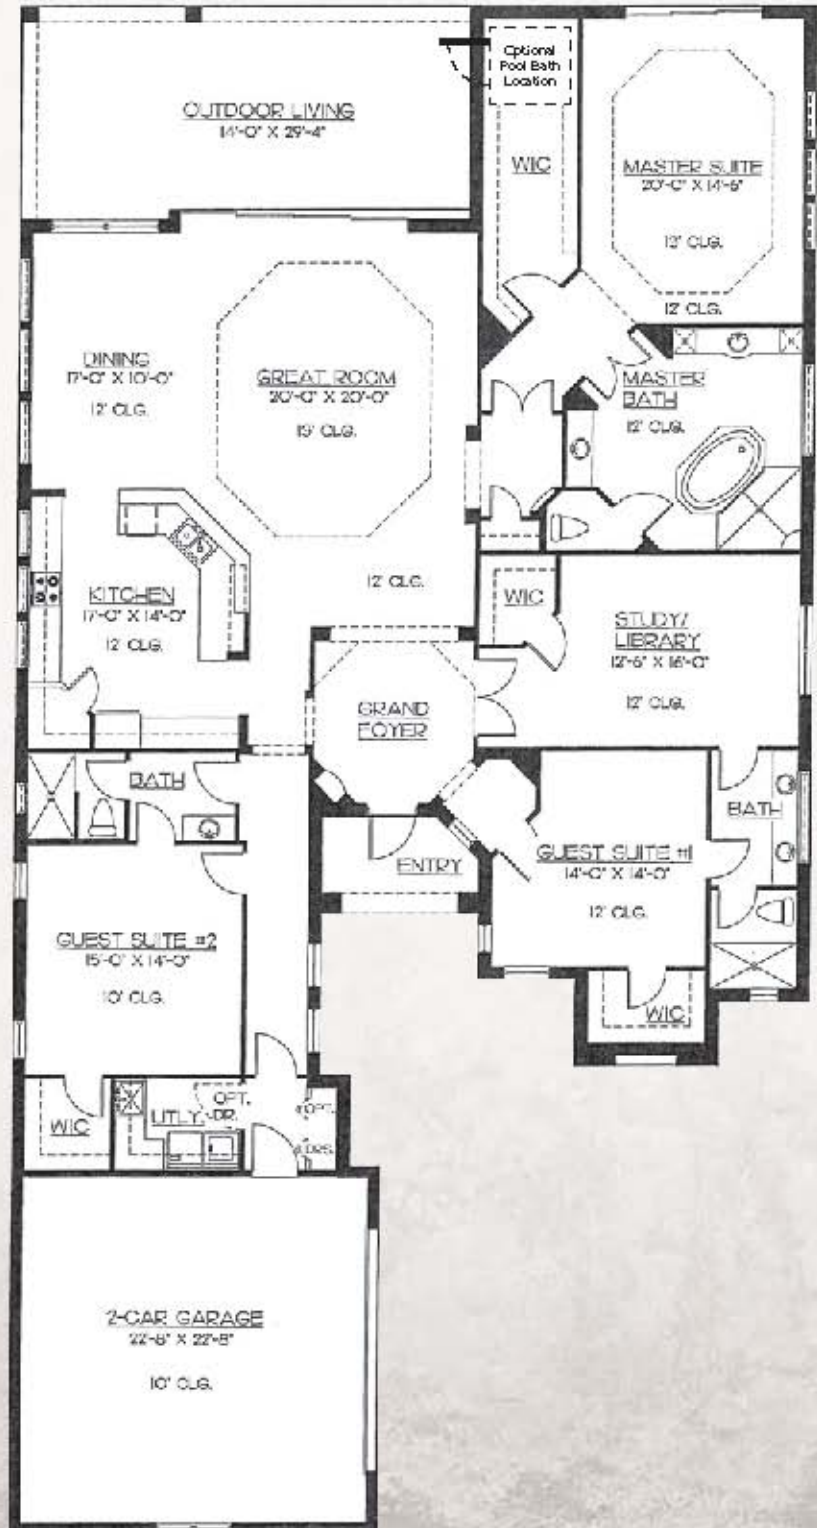 Optional
Pool Bath
Location
OUTDOOR LIVING
14'-0" X 29'-4"
WIC
MASTER SUITE
20'-0" X 14'-6"
12' CLG.
12' CLG.
DINING
17'-0" X 10'-0"
12' CLG.
GREAT ROOM
20'-0" X 20'-0"
13' CLG.
MASTER
BATH
12' CLG.
12' CLG.
KITCHEN
17'-0" X 14'-0"
12' CLG.
WIC
STUDY/
LIBRARY
12'-6" X 16'-0"
12' CLG.
GRAND
FOYER
BATH
BATH
ENTRY
GUEST SUITE #1
14'-0" X 14'-0"
12' CLG.
GUEST SUITE #2
15'-0" X 14'-0"
10' CLG.
WIC
WIC
UTLY.
OPT.
DR.
OPT.
DRS.
2-CAR GARAGE
22'-8" X 22'-8"
10' CLG.